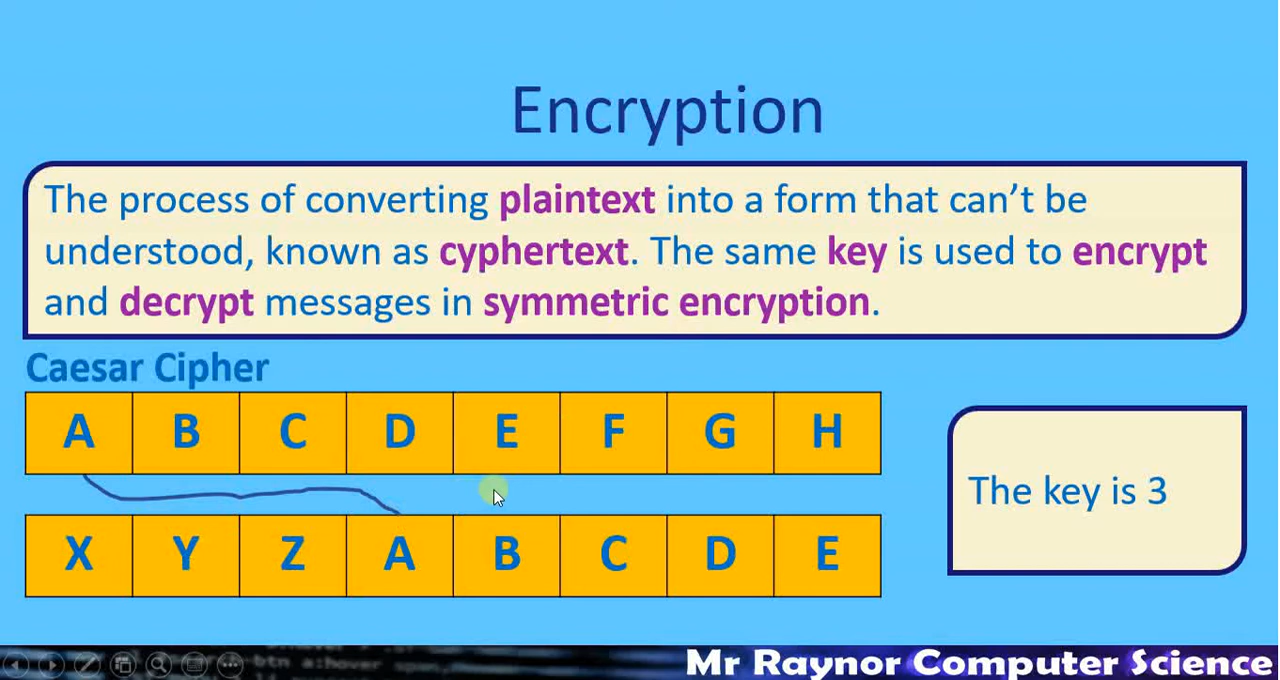 Encryption
The process of converting plaintext into a form that can’t be
understood, known as cyphertext. The same key is used to encrypt
and decrypt messages in symmetric encryption.
Caesar Cipher
A B C D E F G H
The key is 3
X Y Z A B C D E
Mr Raynor Computer Science